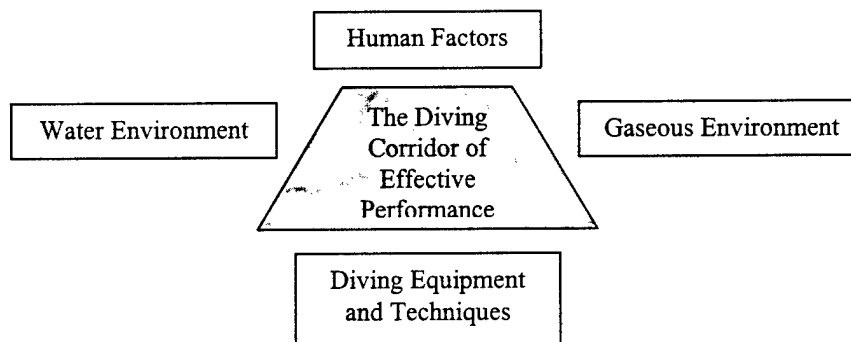 Human Factors
Water Environment
The Diving
Corridor of
Effective
Performance
Gaseous Environment
Diving Equipment
and Techniques